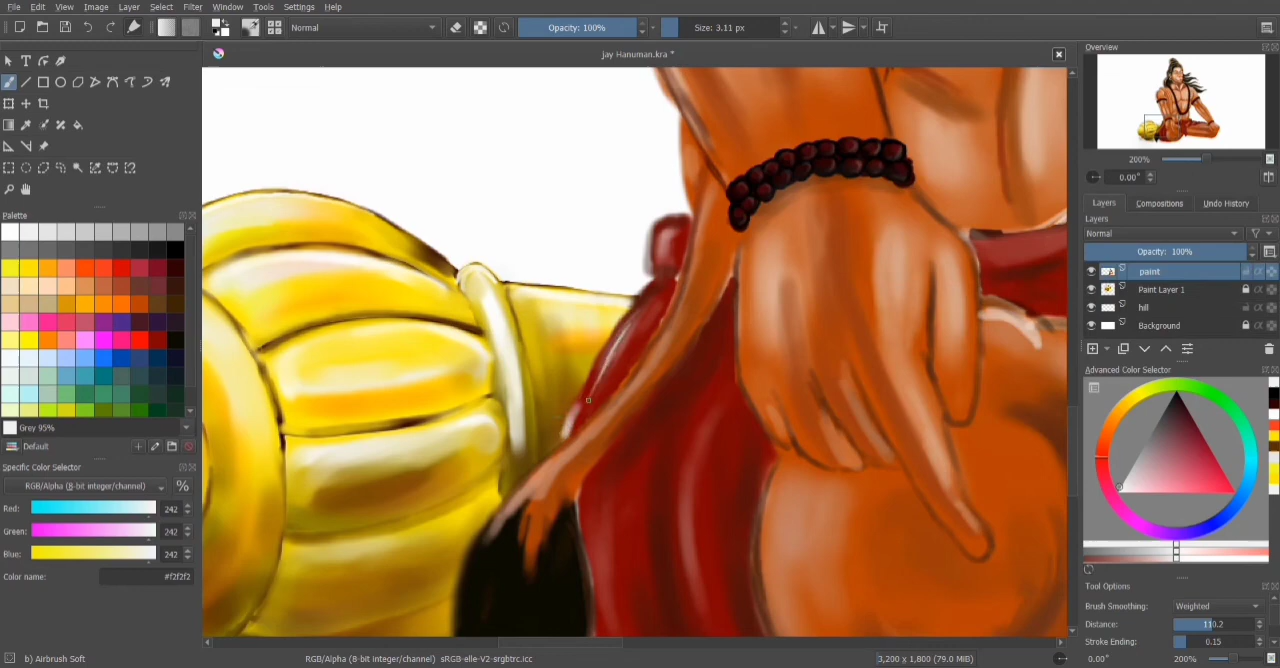 File Edit View Image Layer Select Filter Tools Settings Window Help
Normal Opacity: 100% Size: 3.11 px
Jay Hanuman.kra *
Overview
200%
0.00°
Layers Compositions Undo History
Layers
Normal
Opacity: 100%
paint
Paint Layer 1
hill
Background
Advanced Color Selector
Palette
Grey 95%
Default
Specific Color Selector
RGB/Alpha (8-bit integer/channel) %
Red: 242
Green: 242
Blue: 242
Color name: #f2f2f2
Tool Options
Brush Smoothing: Weighted
Distance: 110.2
Stroke Ending: 0.15
b) Airbrush Soft RGB/Alpha (8-bit integer/channel) sRGB-elle-V2-srgbtrc.icc 3,200 x 1,800 (79.0 MiB) 0.00° 200%